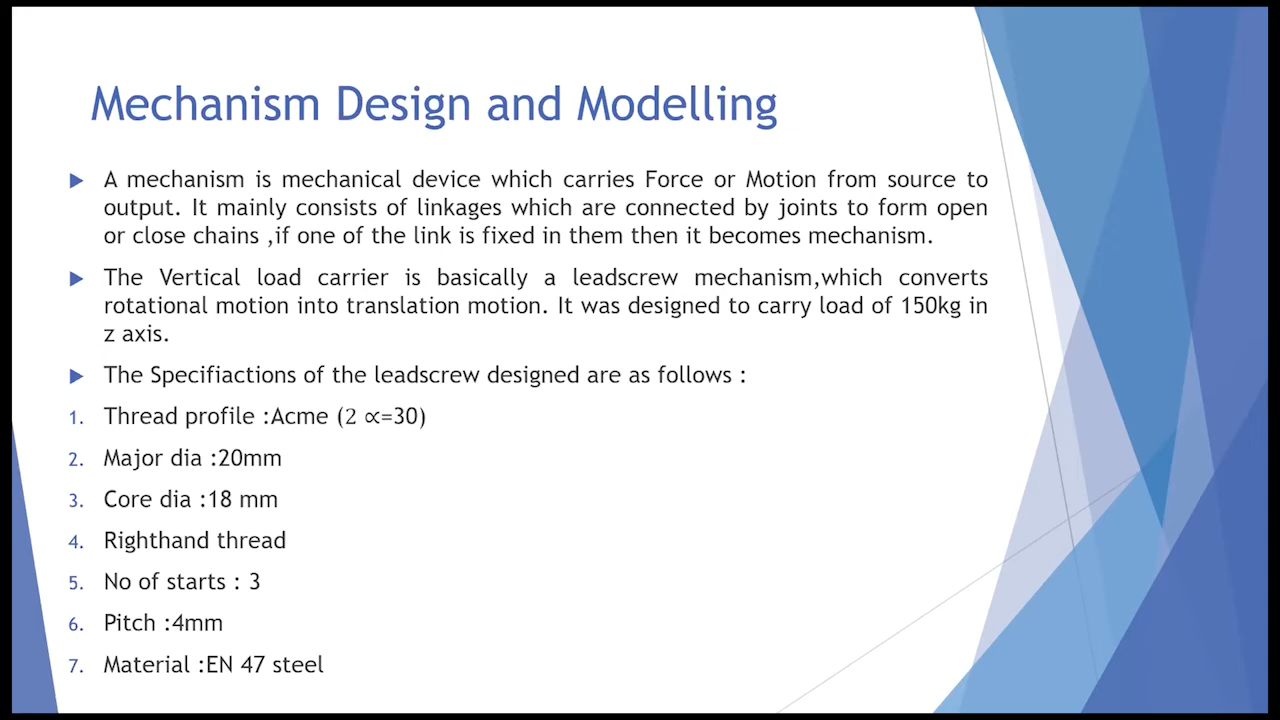 Mechanism Design and Modelling
A mechanism is mechanical device which carries Force or Motion from source to
output. It mainly consists of linkages which are connected by joints to form open
or close chains ,if one of the link is fixed in them then it becomes mechanism.
The Vertical load carrier is basically a leadscrew mechanism,which converts
rotational motion into translation motion. It was designed to carry load of 150kg in
z axis.
The Specifiactions of the leadscrew designed are as follows :
1. Thread profile :Acme (2 ∝=30)
2. Major dia :20mm
3. Core dia :18 mm
4. Righthand thread
5. No of starts : 3
6. Pitch :4mm
7. Material :EN 47 steel